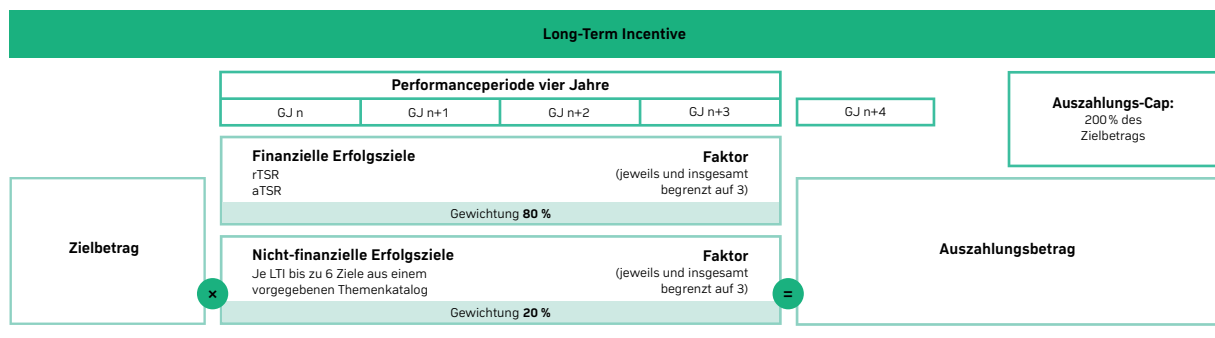 Long-Term Incentive
Performanceperiode vier Jahre
GJ n
GJ n+1
GJ n+2
GJ n+3
GJ n+4
Auszahlungs-Cap:
200 % des
Zielbetrags
Finanzielle Erfolgsziele
rTSR
aTSR
Faktor
(jeweils und insgesamt
begrenzt auf 3)
Gewichtung 80 %
Zielbetrag
×
Nicht-finanzielle Erfolgsziele
Je LTI bis zu 6 Ziele aus einem
vorgegebenen Themenkatalog
Faktor
(jeweils und insgesamt
begrenzt auf 3)
Gewichtung 20 %
=
Auszahlungsbetrag